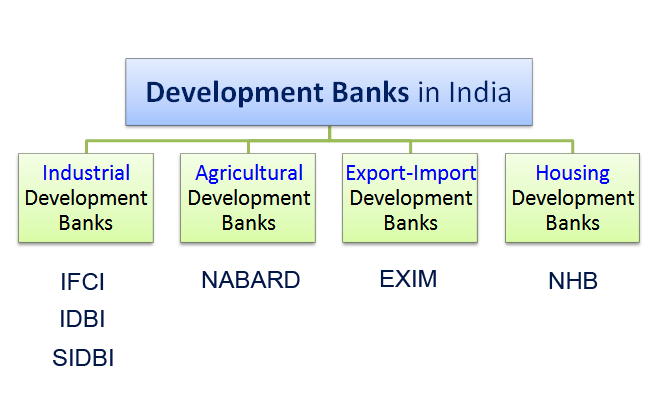 Development Banks in India
Industrial
Development
Banks
Agricultural
Development
Banks
Export-Import
Development
Banks
Housing
Development
Banks
IFCI
IDBI
SIDBI
NABARD
EXIM
NHB